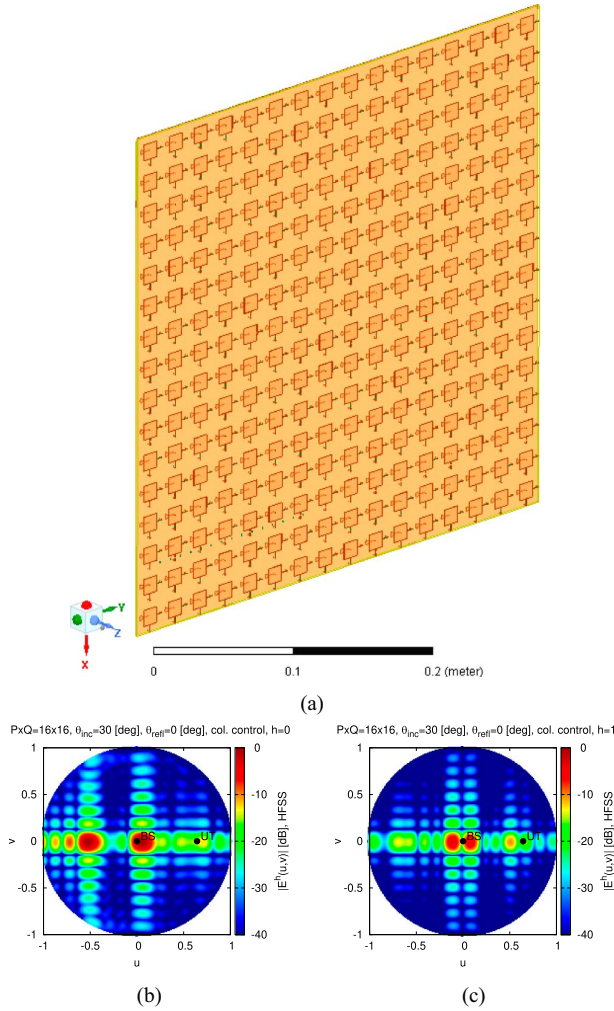 Y
Z
X
0
0.1
0.2 (meter)
(a)
PxQ=16x16, θinc=30 [deg], θrefl=0 [deg], col. control, h=0
1
0.5
0
-0.5
-1
v
-1
-0.5
0
0.5
1
u
BS
UT
0
-10
-20
-30
-40
|E^h(u,v)| [dB], HFSS
(b)
PxQ=16x16, θinc=30 [deg], θrefl=0 [deg], col. control, h=1
1
0.5
0
-0.5
-1
v
-1
-0.5
0
0.5
1
u
BS
UT
0
-10
-20
-30
-40
|E^h(u,v)| [dB], HFSS
(c)